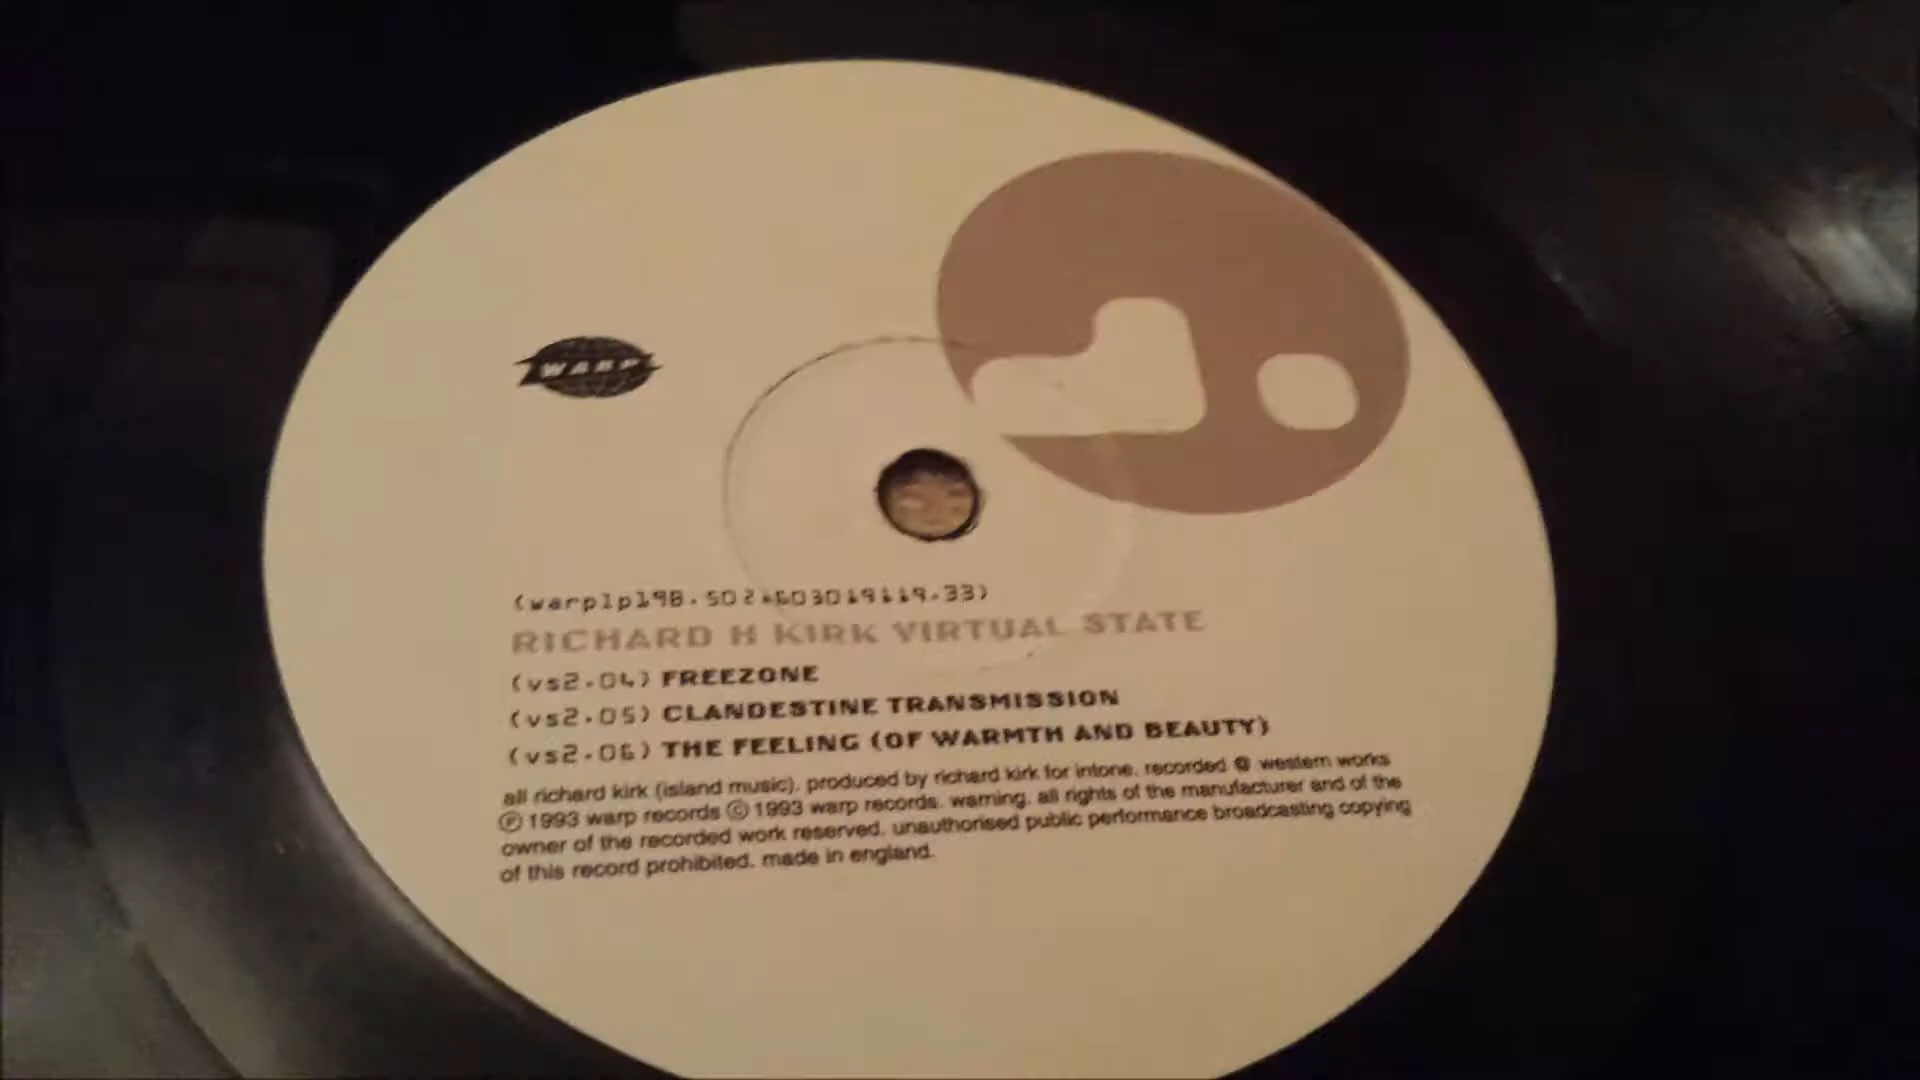 WARP
(warplp19B.5021603019119.33)
RICHARD H KIRK VIRTUAL STATE
(vs2.04) FREEZONE
(vs2.05) CLANDESTINE TRANSMISSION
(vs2.06) THE FEELING (OF WARMTH AND BEAUTY)
all richard kirk (island music). produced by richard kirk for intone. recorded @ western works
℗ 1993 warp records © 1993 warp records. warning. all rights of the manufacturer and of the
owner of the recorded work reserved. unauthorised public performance broadcasting copying
of this record prohibited. made in england.